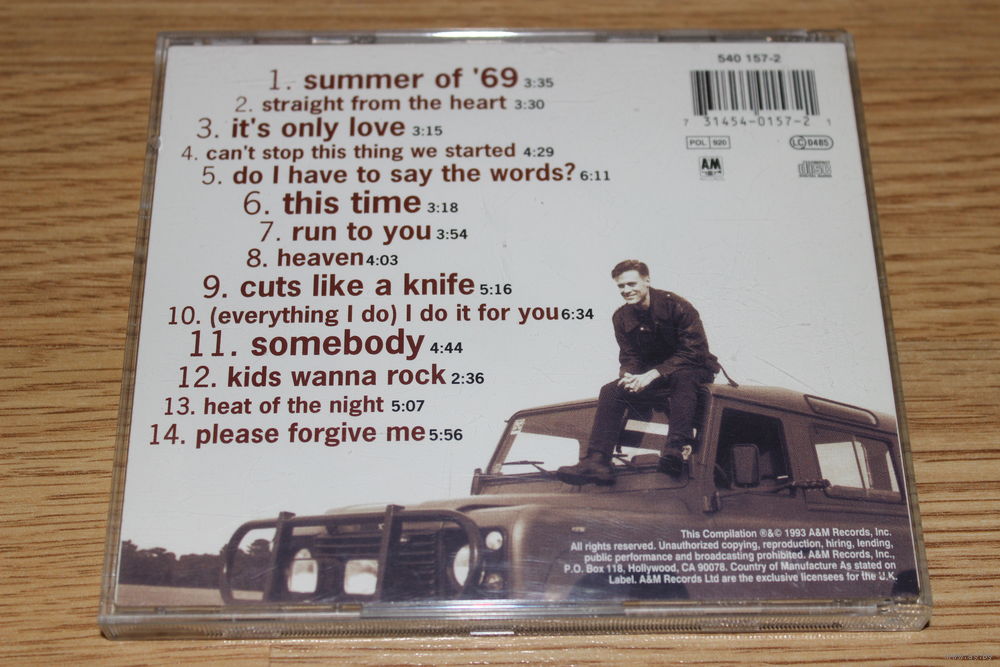 1. summer of '69 3:35
2. straight from the heart 3:30
3. it's only love 3:15
4. can't stop this thing we started 4:29
5. do I have to say the words? 6:11
6. this time 3:18
7. run to you 3:54
8. heaven 4:03
9. cuts like a knife 5:16
10. (everything I do) I do it for you 6:34
11. somebody 4:44
12. kids wanna rock 2:36
13. heat of the night 5:07
14. please forgive me 5:56
540 157-2
7 31454-0157-2 1
POL 920
LC 0485
A&M
COMPACT
disc
DIGITAL AUDIO
This Compilation ®&© 1993 A&M Records, Inc.
All rights reserved. Unauthorized copying, reproduction, hiring, lending,
public performance and broadcasting prohibited. A&M Records, Inc.,
P.O. Box 118, Hollywood, CA 90078. Country of Manufacture As stated on
Label. A&M Records Ltd are the exclusive licensees for the U.K.